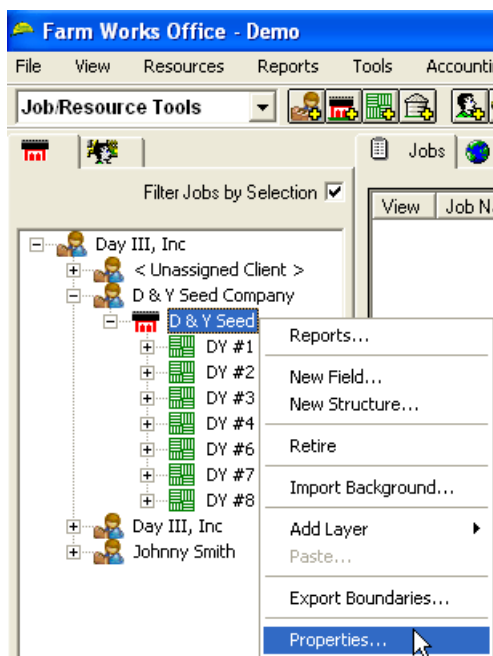 Farm Works Office - Demo
File View Resources Reports Tools Accounti
Job/Resource Tools
Jobs
Filter Jobs by Selection
View Job N
Day III, Inc
< Unassigned Client >
D & Y Seed Company
D & Y Seed
DY #1
DY #2
DY #3
DY #4
DY #6
DY #7
DY #8
Day III, Inc
Johnny Smith
Reports...
New Field...
New Structure...
Retire
Import Background...
Add Layer
Paste...
Export Boundaries...
Properties...